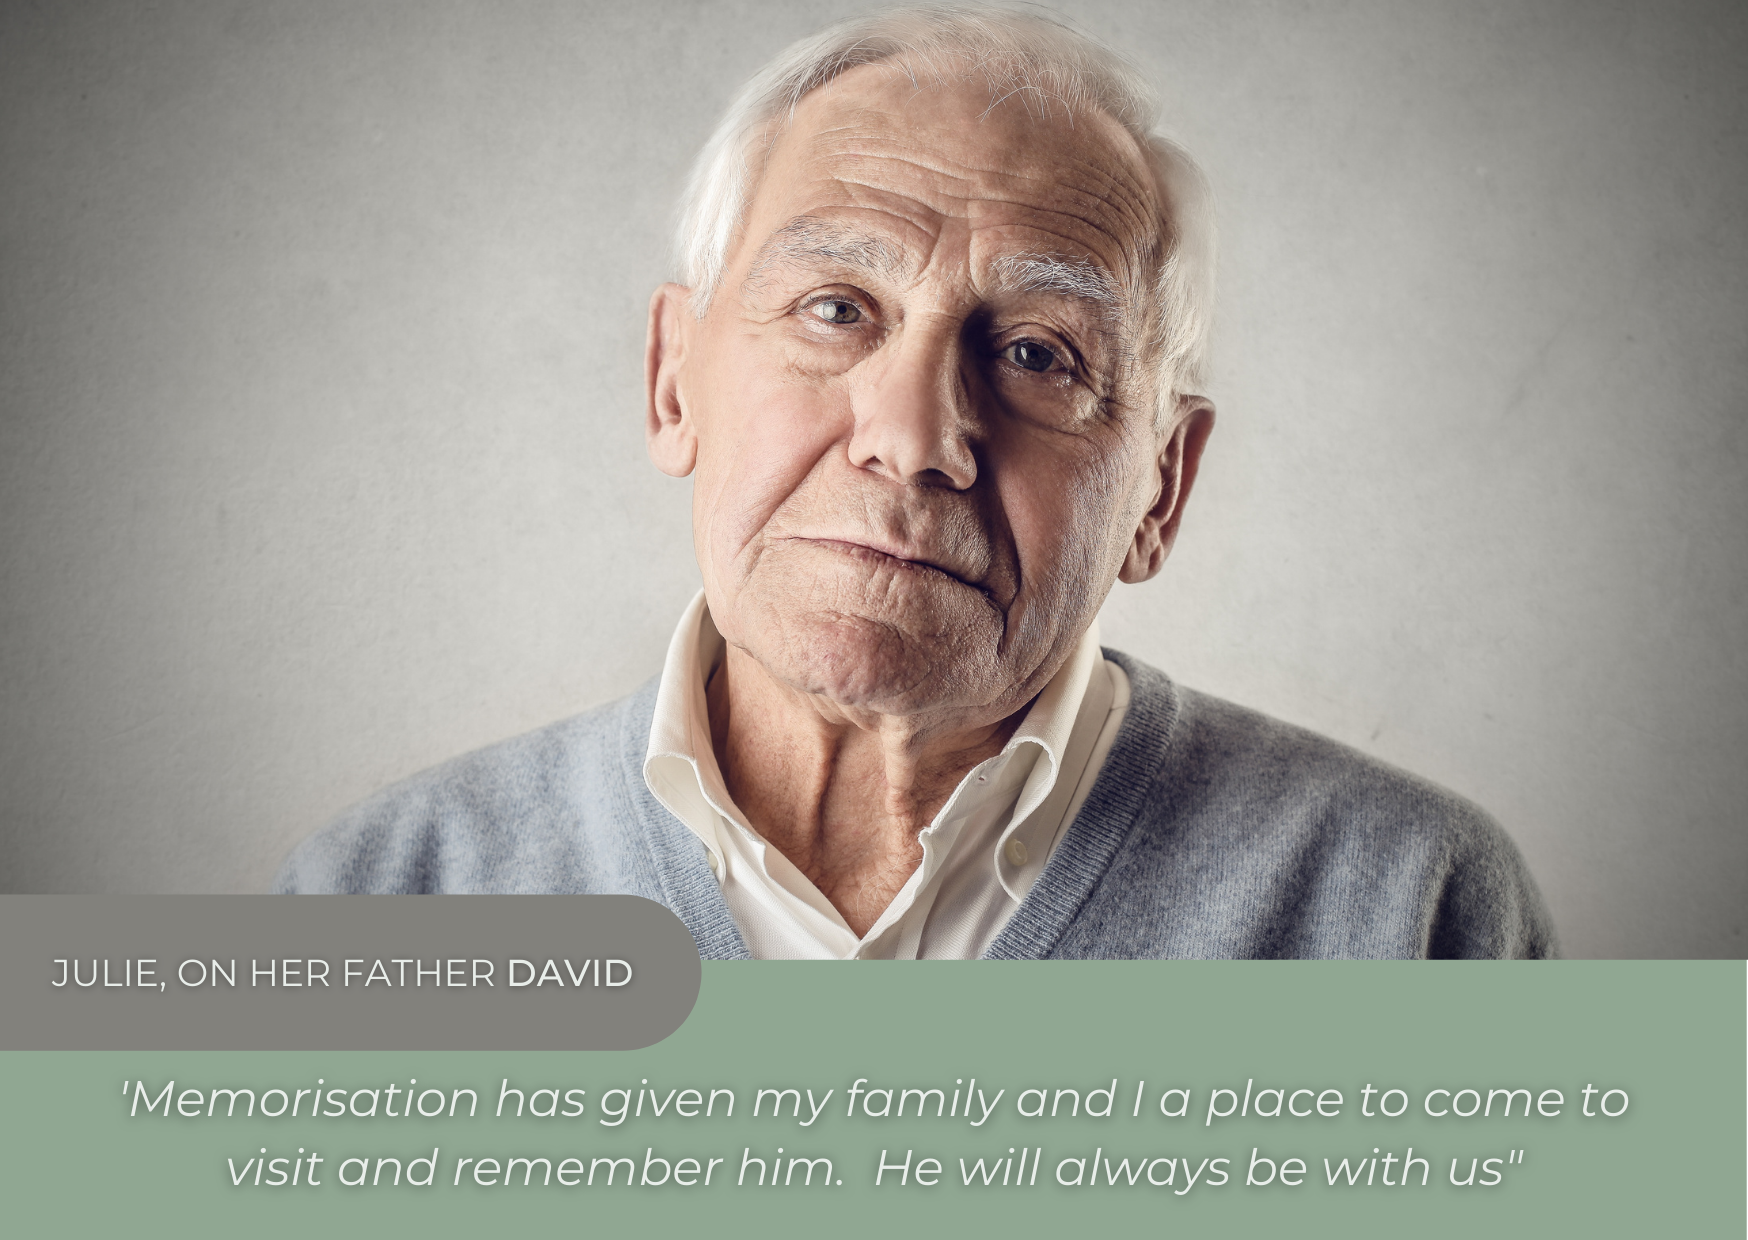 JULIE, ON HER FATHER DAVID
'Memorisation has given my family and I a place to come to
visit and remember him.  He will always be with us"